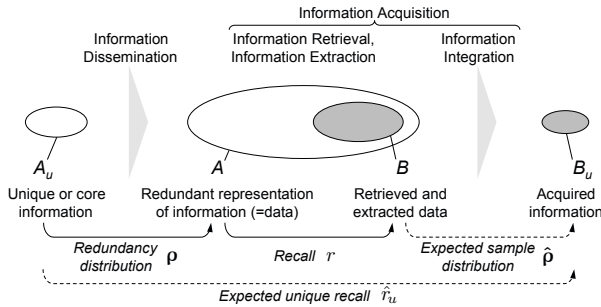 Information Acquisition
Information
Dissemination
Information Retrieval,
Information Extraction
Information
Integration
A_u
A
B
B_u
Unique or core
information
Redundant representation
of information (=data)
Retrieved and
extracted data
Acquired
information
Redundancy
distribution ρ
Recall r
Expected sample
distribution ρ̂
Expected unique recall r̂_u